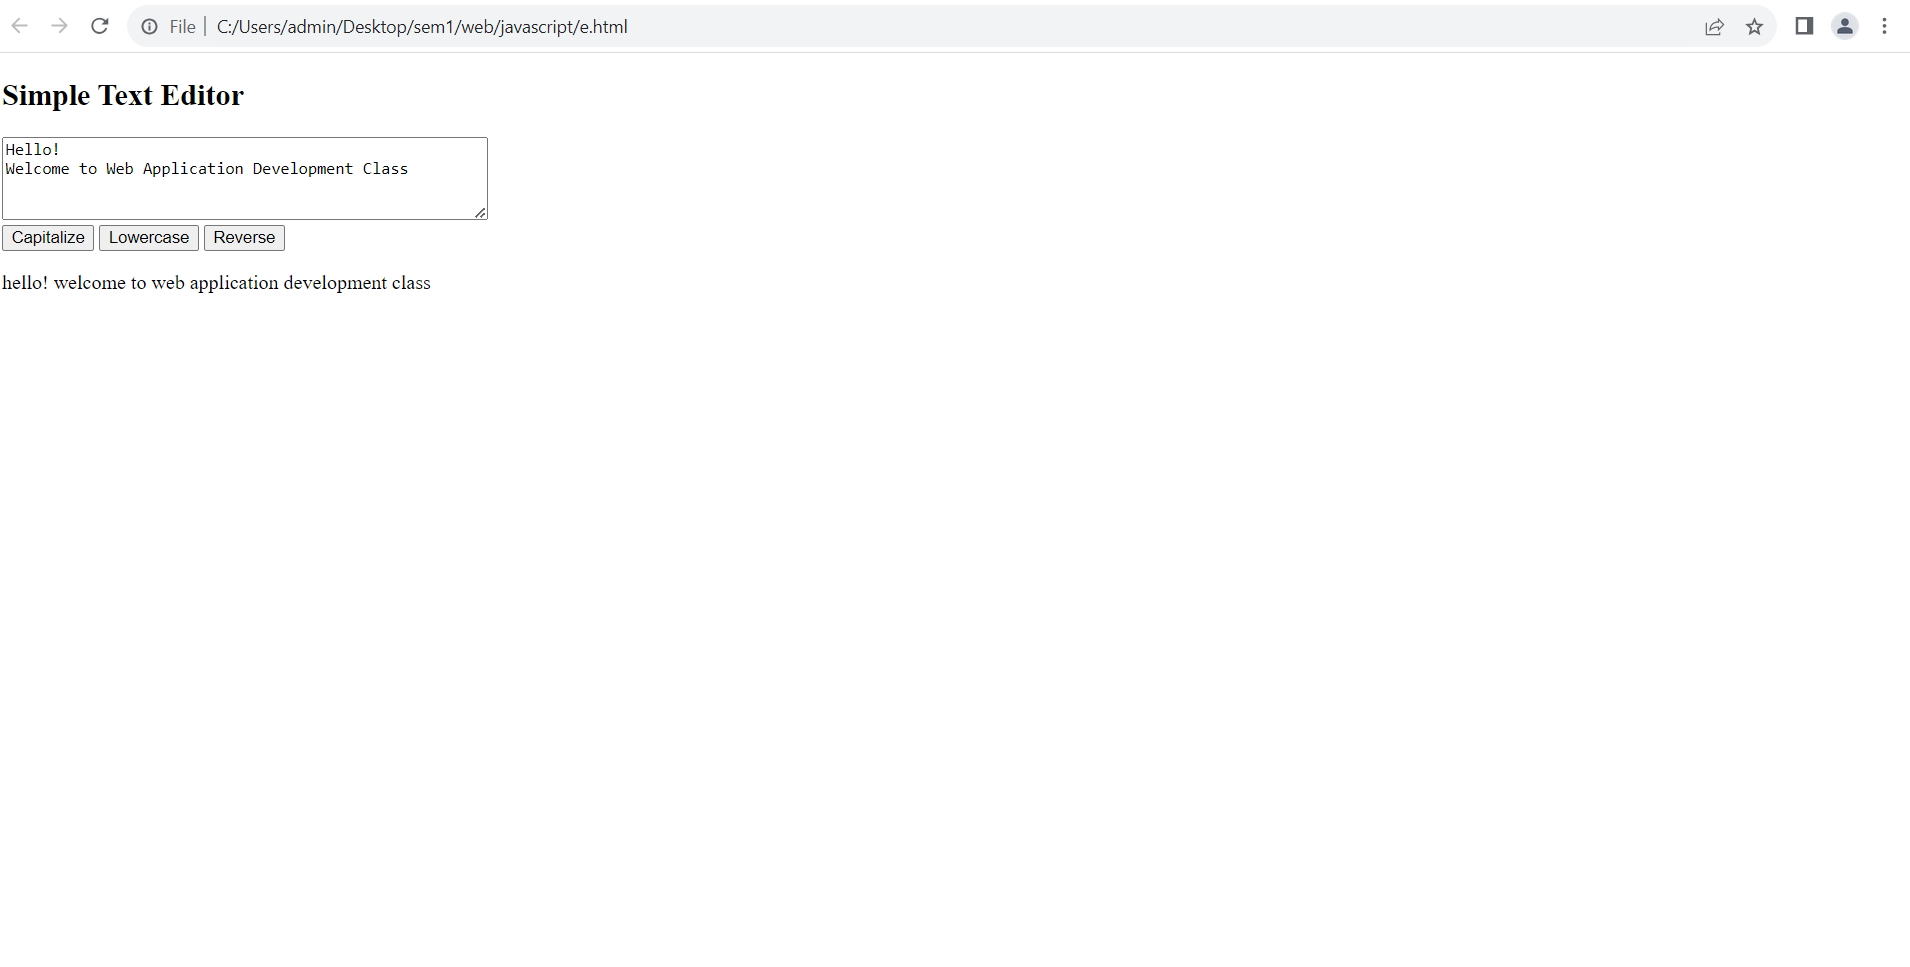 File | C:/Users/admin/Desktop/sem1/web/javascript/e.html
Simple Text Editor
Hello!
Welcome to Web Application Development Class
Capitalize Lowercase Reverse
hello! welcome to web application development class